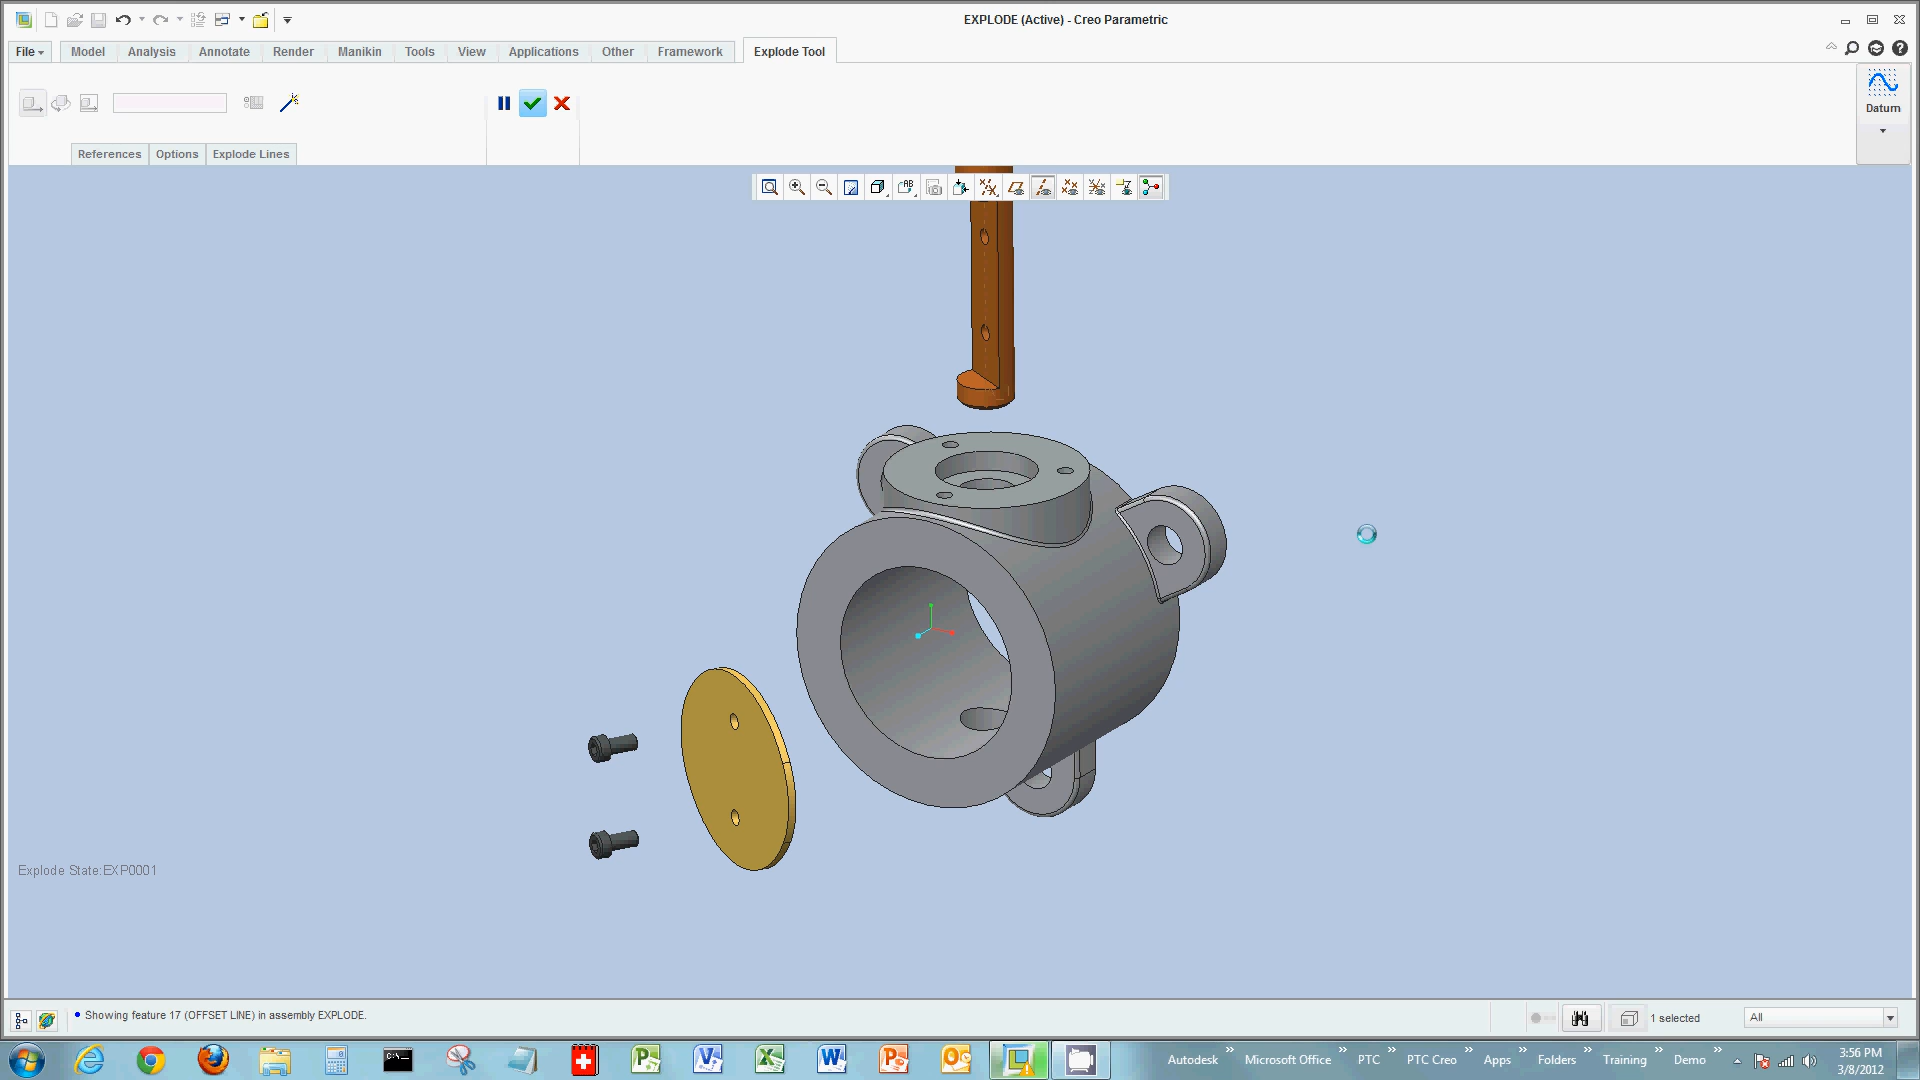 EXPLODE (Active) - Creo Parametric
File
Model
Analysis
Annotate
Render
Manikin
Tools
View
Applications
Other
Framework
Explode Tool
Datum
References
Options
Explode Lines
Explode State:EXP0001
Showing feature 17 (OFFSET LINE) in assembly EXPLODE.
1 selected
All
Autodesk
Microsoft Office
PTC
PTC Creo
Apps
Folders
Training
Demo
3:56 PM
3/8/2012